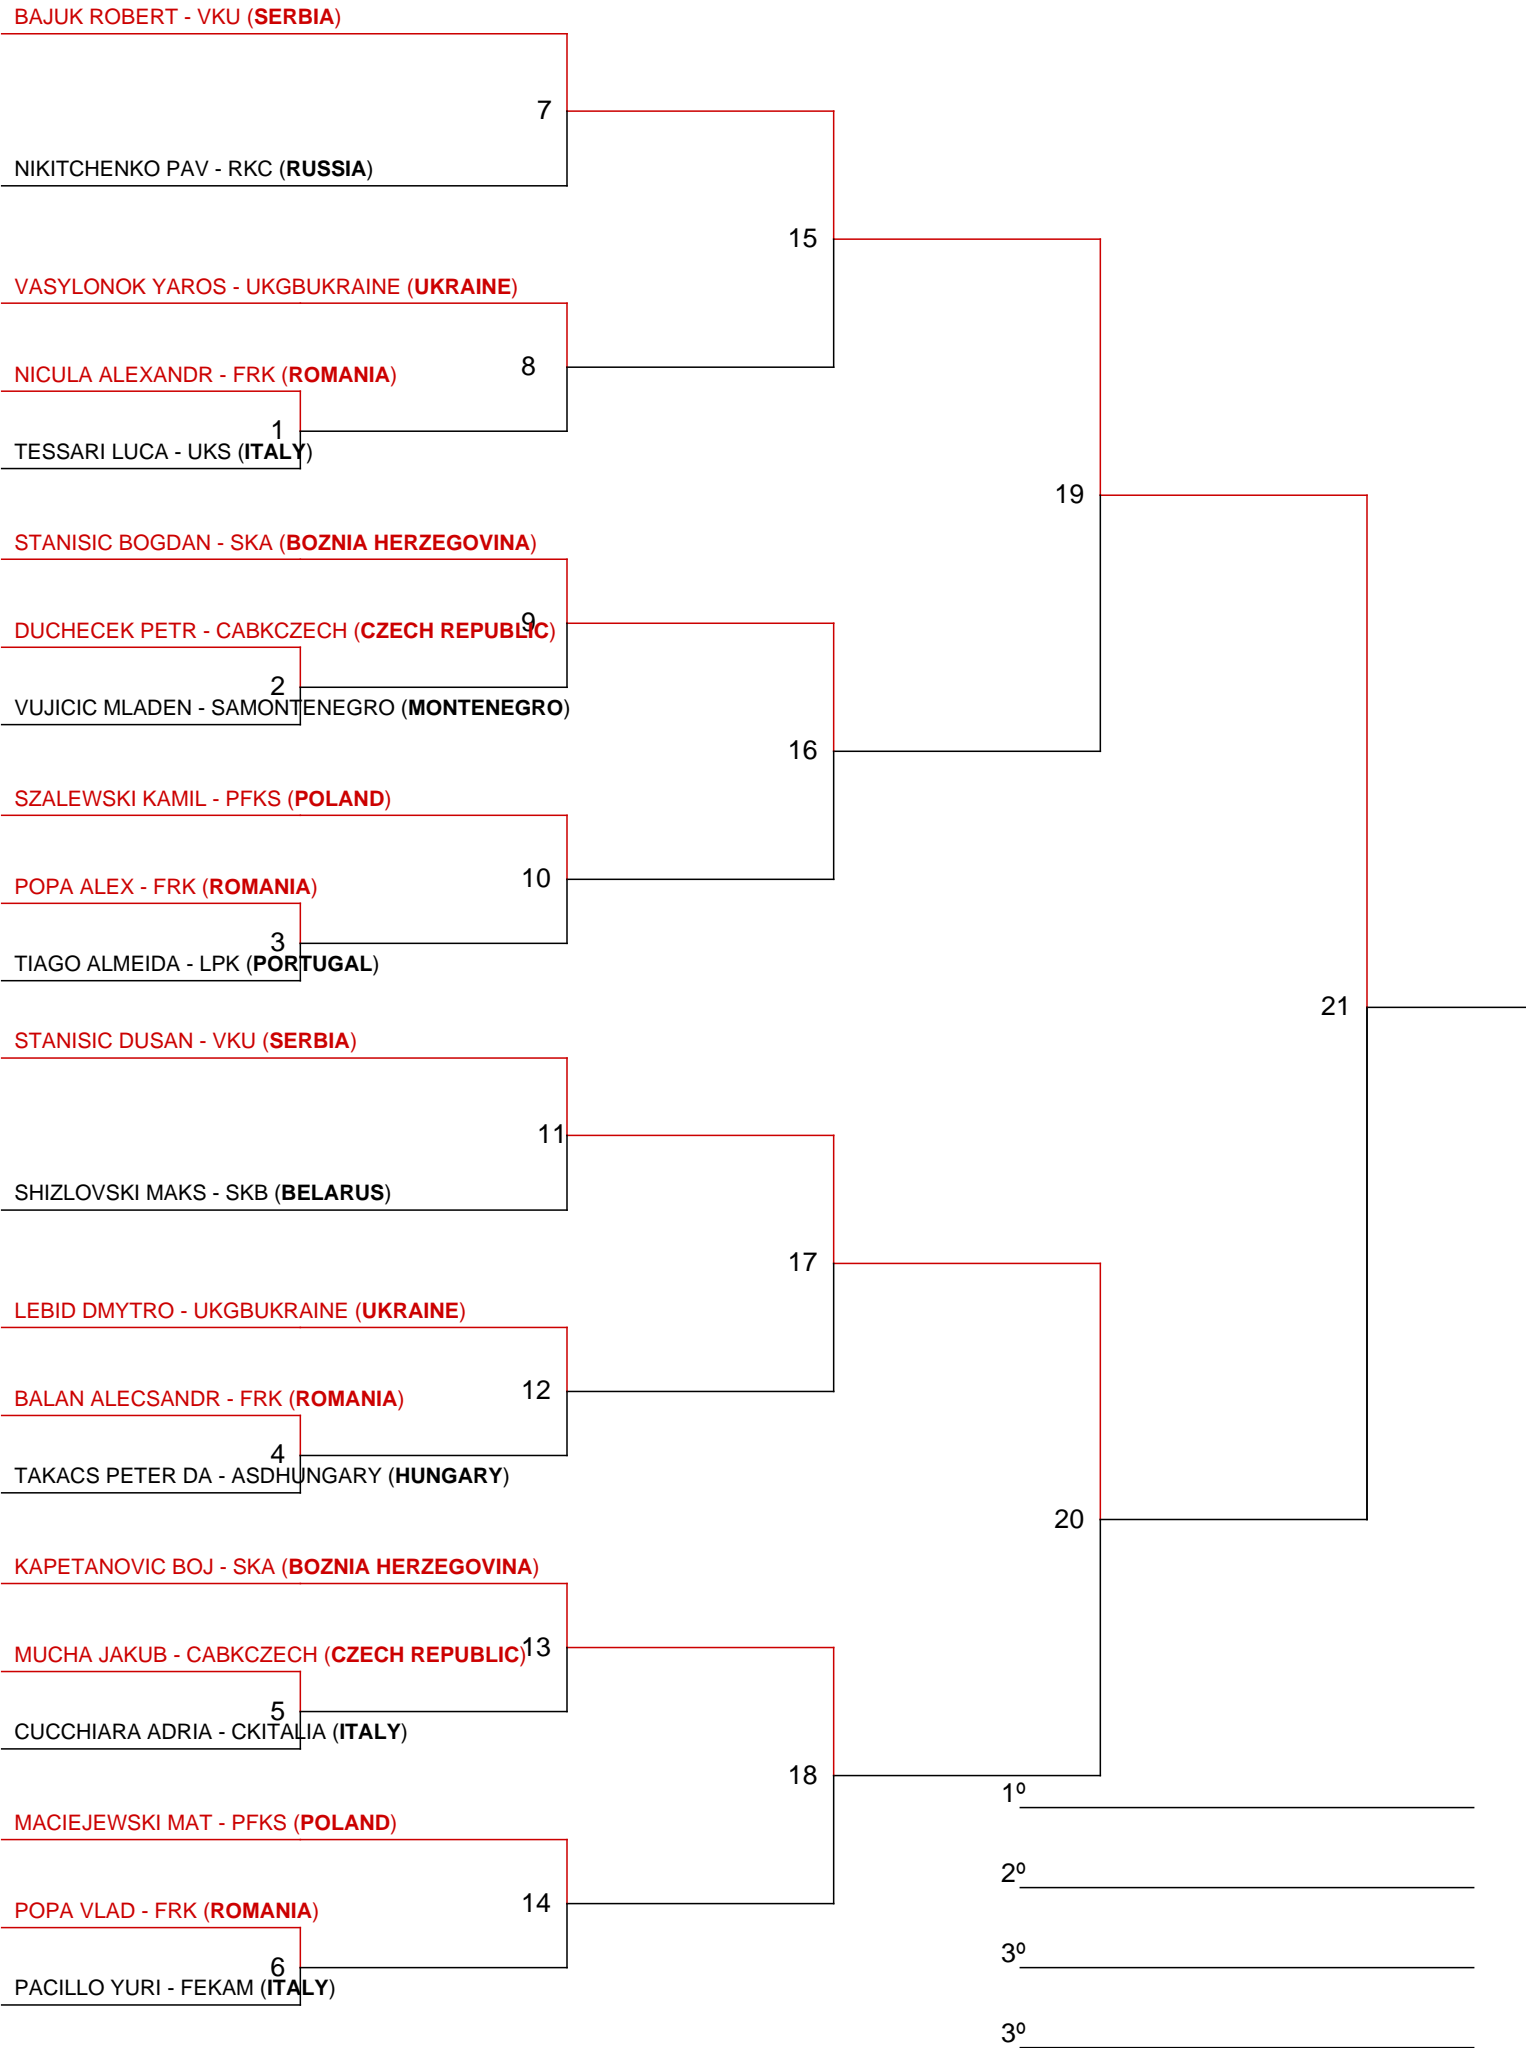 BAJUK ROBERT - VKU (SERBIA)
7
NIKITCHENKO PAV - RKC (RUSSIA)
15
VASYLONOK YAROS - UKGBUKRAINE (UKRAINE)
8
NICULA ALEXANDR - FRK (ROMANIA)
1
TESSARI LUCA - UKS (ITALY)
19
STANISIC BOGDAN - SKA (BOZNIA HERZEGOVINA)
9
DUCHECEK PETR - CABKCZECH (CZECH REPUBLIC)
2
VUJICIC MLADEN - SAMONTENEGRO (MONTENEGRO)
16
SZALEWSKI KAMIL - PFKS (POLAND)
10
POPA ALEX - FRK (ROMANIA)
3
TIAGO ALMEIDA - LPK (PORTUGAL)
21
STANISIC DUSAN - VKU (SERBIA)
11
SHIZLOVSKI MAKS - SKB (BELARUS)
17
LEBID DMYTRO - UKGBUKRAINE (UKRAINE)
12
BALAN ALECSANDR - FRK (ROMANIA)
4
TAKACS PETER DA - ASDHUNGARY (HUNGARY)
20
KAPETANOVIC BOJ - SKA (BOZNIA HERZEGOVINA)
13
MUCHA JAKUB - CABKCZECH (CZECH REPUBLIC)
5
CUCCHIARA ADRIA - CKITALIA (ITALY)
18
MACIEJEWSKI MAT - PFKS (POLAND)
14
POPA VLAD - FRK (ROMANIA)
6
PACILLO YURI - FEKAM (ITALY)
1º
2º
3º
3º